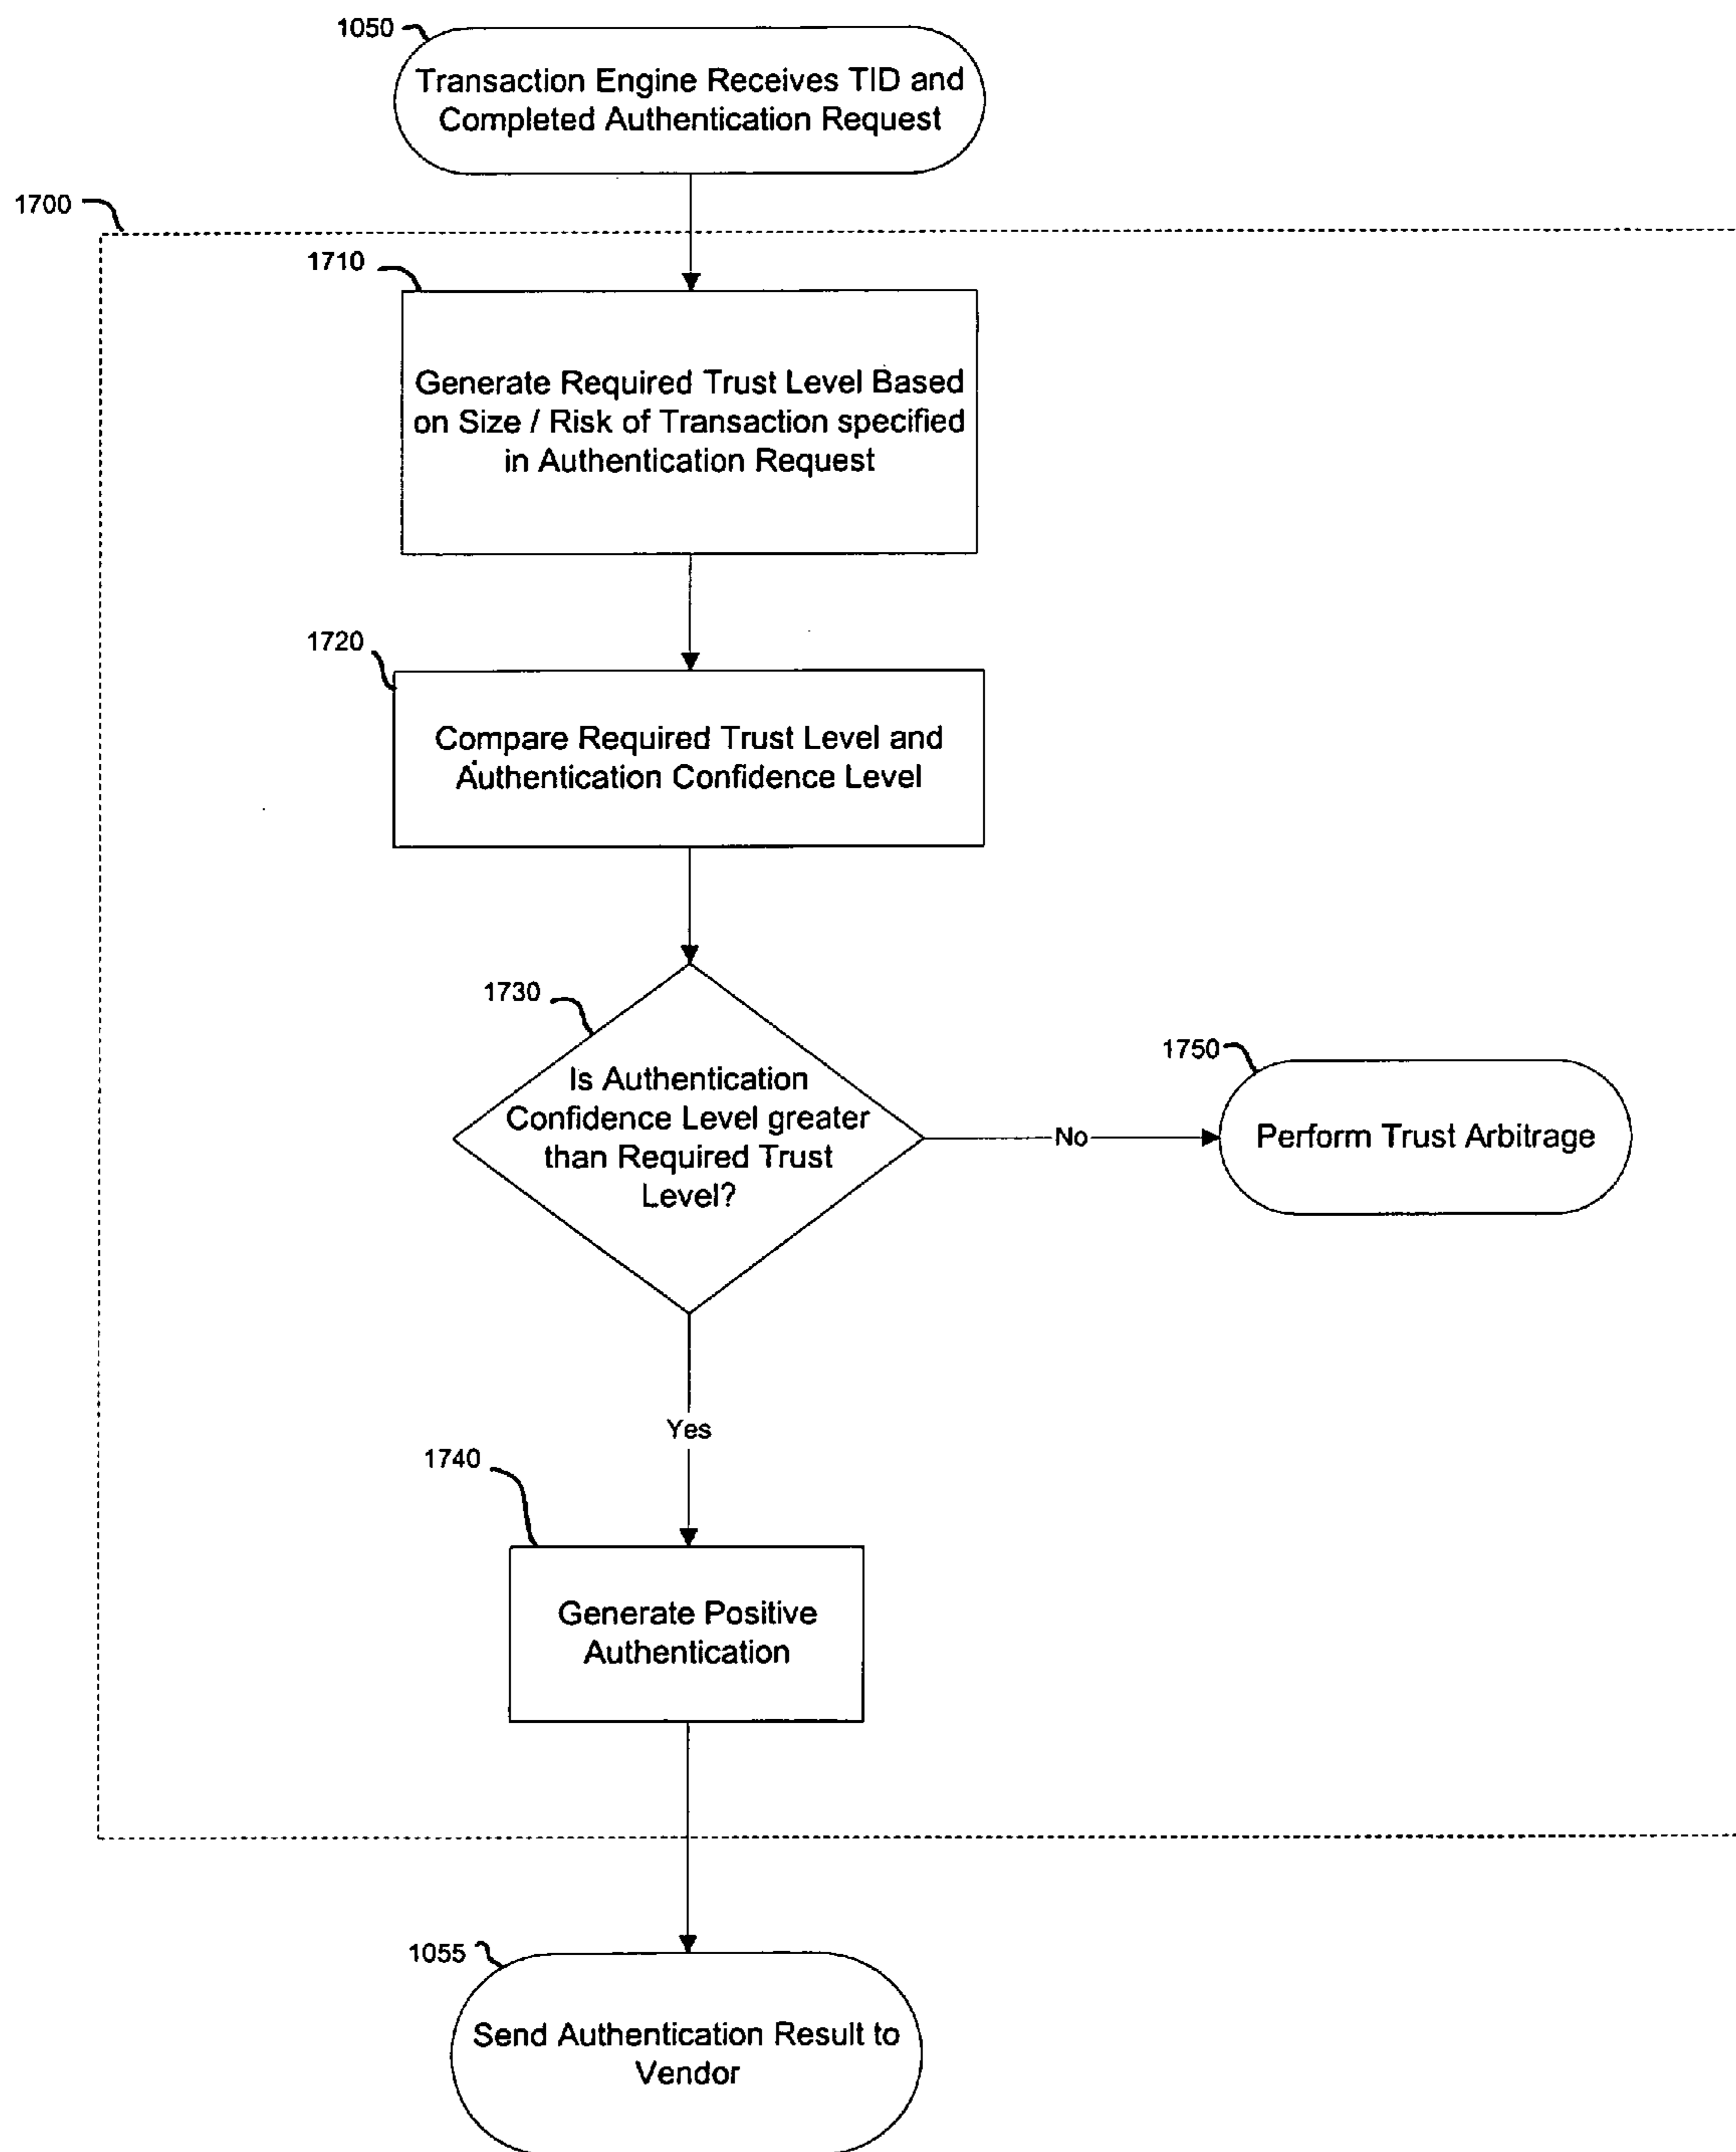 1050
Transaction Engine Receives TID and
Completed Authentication Request
1700
1710
Generate Required Trust Level Based
on Size / Risk of Transaction specified
in Authentication Request
1720
Compare Required Trust Level and
Authentication Confidence Level
1730
Is Authentication
Confidence Level greater
than Required Trust
Level?
No
1750
Perform Trust Arbitrage
Yes
1740
Generate Positive
Authentication
1055
Send Authentication Result to
Vendor